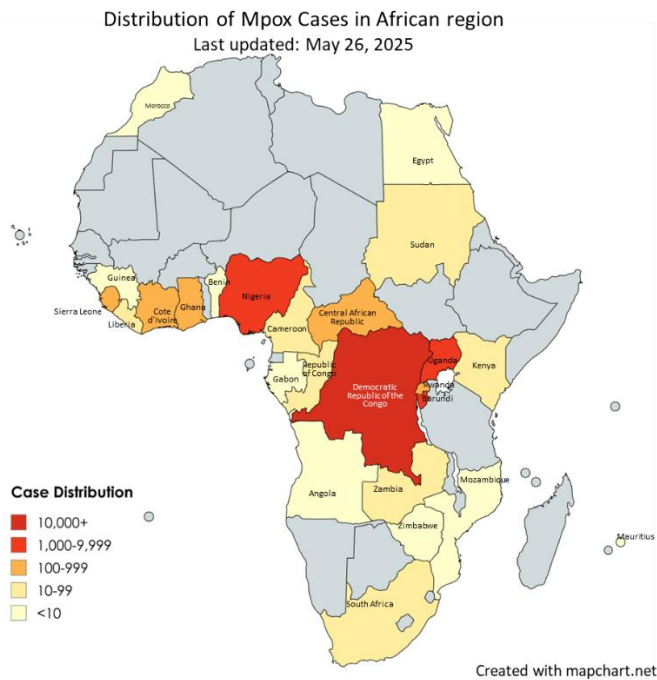 Distribution of Mpox Cases in African region
Last updated: May 26, 2025
Morocco
Egypt
Sudan
Guinea
Benin
Nigeria
Sierra Leone
Liberia
Cote
d'Ivoire
Ghana
Cameroon
Central African
Republic
Uganda
Kenya
Gabon
Republic
of Congo
Democratic
Republic of the
Congo
Rwanda
Burundi
Angola
Zambia
Mozambique
Zimbabwe
Mauritius
South Africa
Case Distribution
10,000+
1,000-9,999
100-999
10-99
<10
Created with mapchart.net